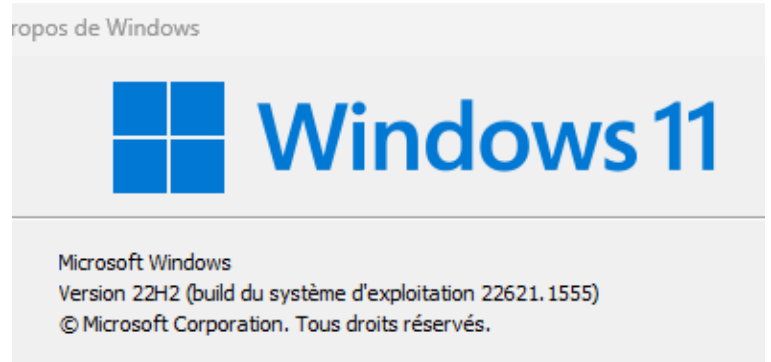 ropos de Windows
Windows 11
Microsoft Windows
Version 22H2 (build du système d'exploitation 22621.1555)
© Microsoft Corporation. Tous droits réservés.